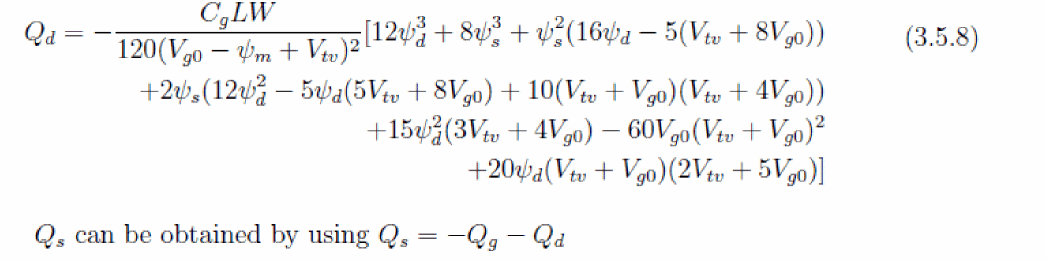 Q_d = -\frac{C_g LW}{120(V_{g0} - \psi_m + V_{tv})^2}[12\psi_d^3 + 8\psi_s^3 + \psi_s^2(16\psi_d - 5(V_{tv} + 8V_{g0})) (3.5.8)
+2\psi_s(12\psi_d^2 - 5\psi_d(5V_{tv} + 8V_{g0}) + 10(V_{tv} + V_{g0})(V_{tv} + 4V_{g0}))
+15\psi_d^2(3V_{tv} + 4V_{g0}) - 60V_{g0}(V_{tv} + V_{g0})^2
+20\psi_d(V_{tv} + V_{g0})(2V_{tv} + 5V_{g0})]
Q_s can be obtained by using Q_s = -Q_g - Q_d